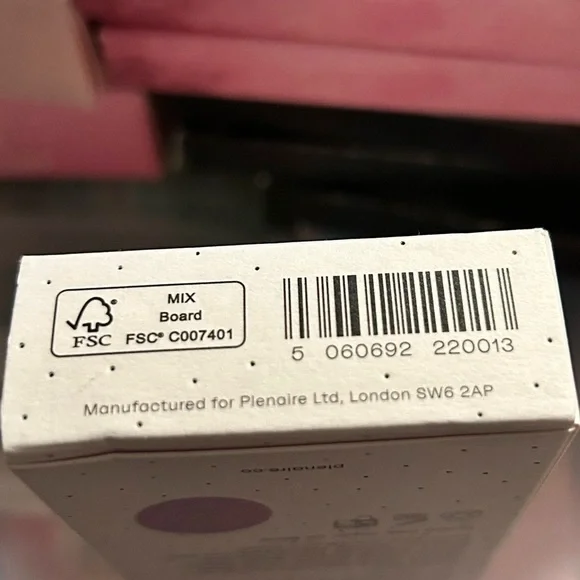 MIX
Board
FSC FSC® C007401
5 060692 220013
Manufactured for Plenaire Ltd, London SW6 2AP
plenaire.co